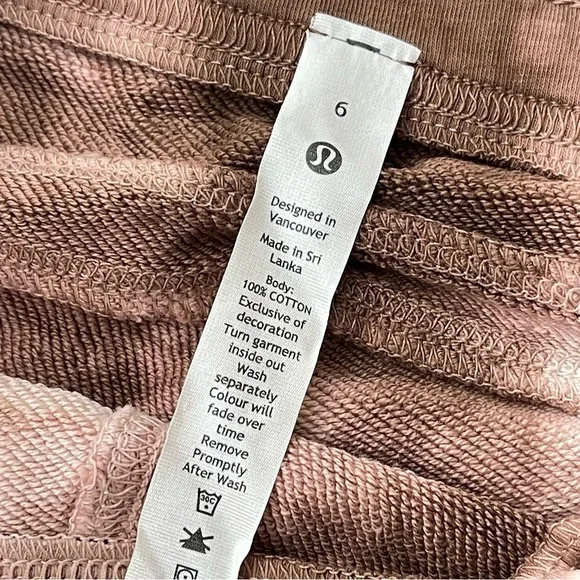 6
Designed in
Vancouver
Made in Sri
Lanka
Body:
100% COTTON
Exclusive of
decoration
Turn garment
inside out
Wash
separately
Colour will
fade over
time
Remove
Promptly
After Wash
30C